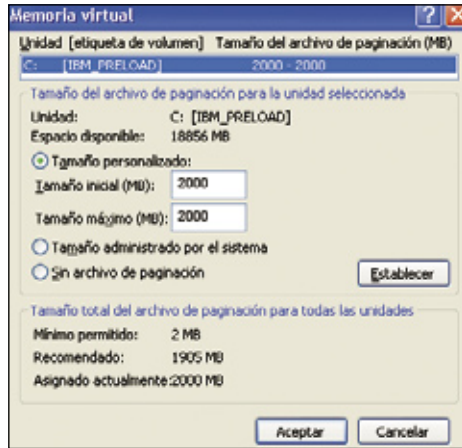 Memoria virtual
Unidad [etiqueta de volumen] Tamaño del archivo de paginación (MB)
C: [IBM_PRELOAD] 2000 - 2000
Tamaño del archivo de paginación para la unidad seleccionada
Unidad: C: [IBM_PRELOAD]
Espacio disponible: 18856 MB
Tamaño personalizado:
Tamaño inicial (MB): 2000
Tamaño máximo (MB): 2000
Tamaño administrado por el sistema
Sin archivo de paginación
Establecer
Tamaño total del archivo de paginación para todas las unidades
Mínimo permitido: 2 MB
Recomendado: 1905 MB
Asignado actualmente: 2000 MB
Aceptar Cancelar